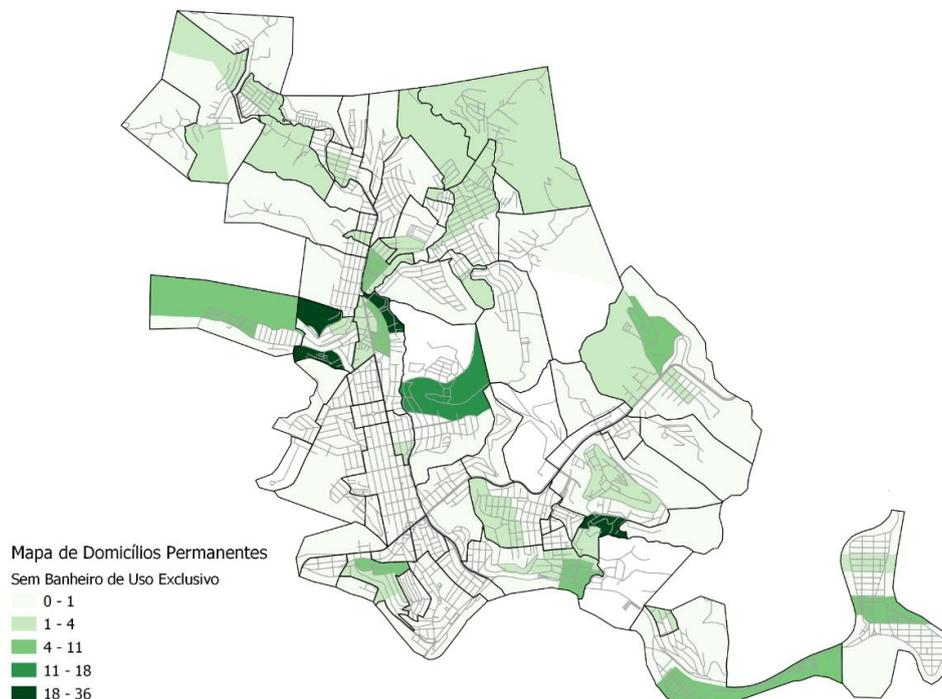 Mapa de Domicílios Permanentes
Sem Banheiro de Uso Exclusivo
0 - 1
1 - 4
4 - 11
11 - 18
18 - 36